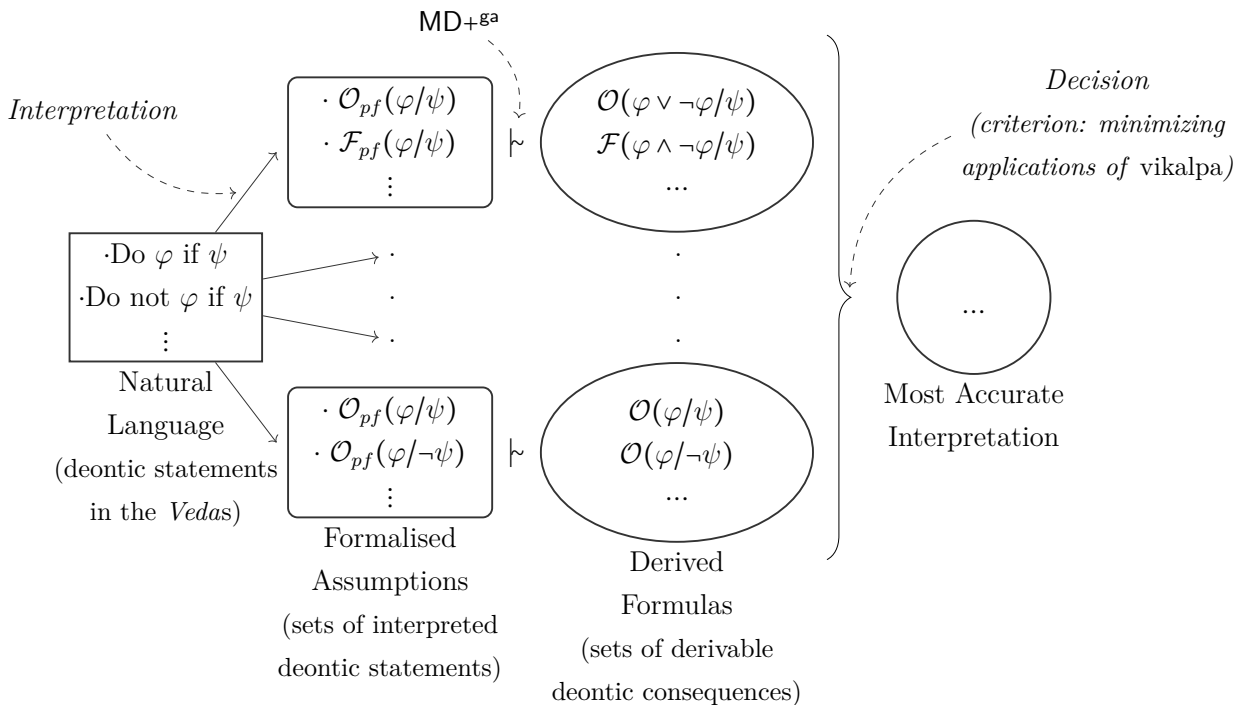 MD+ga
Interpretation
· 𝒪pf(φ/ψ)
· ℱpf(φ/ψ)
⋮
|~
𝒪(φ ∨ ¬φ/ψ)
ℱ(φ ∧ ¬φ/ψ)
...
Decision
(criterion: minimizing
applications of vikalpa)
·Do φ if ψ
·Do not φ if ψ
⋮
Natural
Language
(deontic statements
in the Vedas)
·
·
·
·
·
·
· 𝒪pf(φ/ψ)
· 𝒪pf(φ/¬ψ)
⋮
|~
𝒪(φ/ψ)
𝒪(φ/¬ψ)
...
Formalised
Assumptions
(sets of interpreted
deontic statements)
Derived
Formulas
(sets of derivable
deontic consequences)
...
Most Accurate
Interpretation